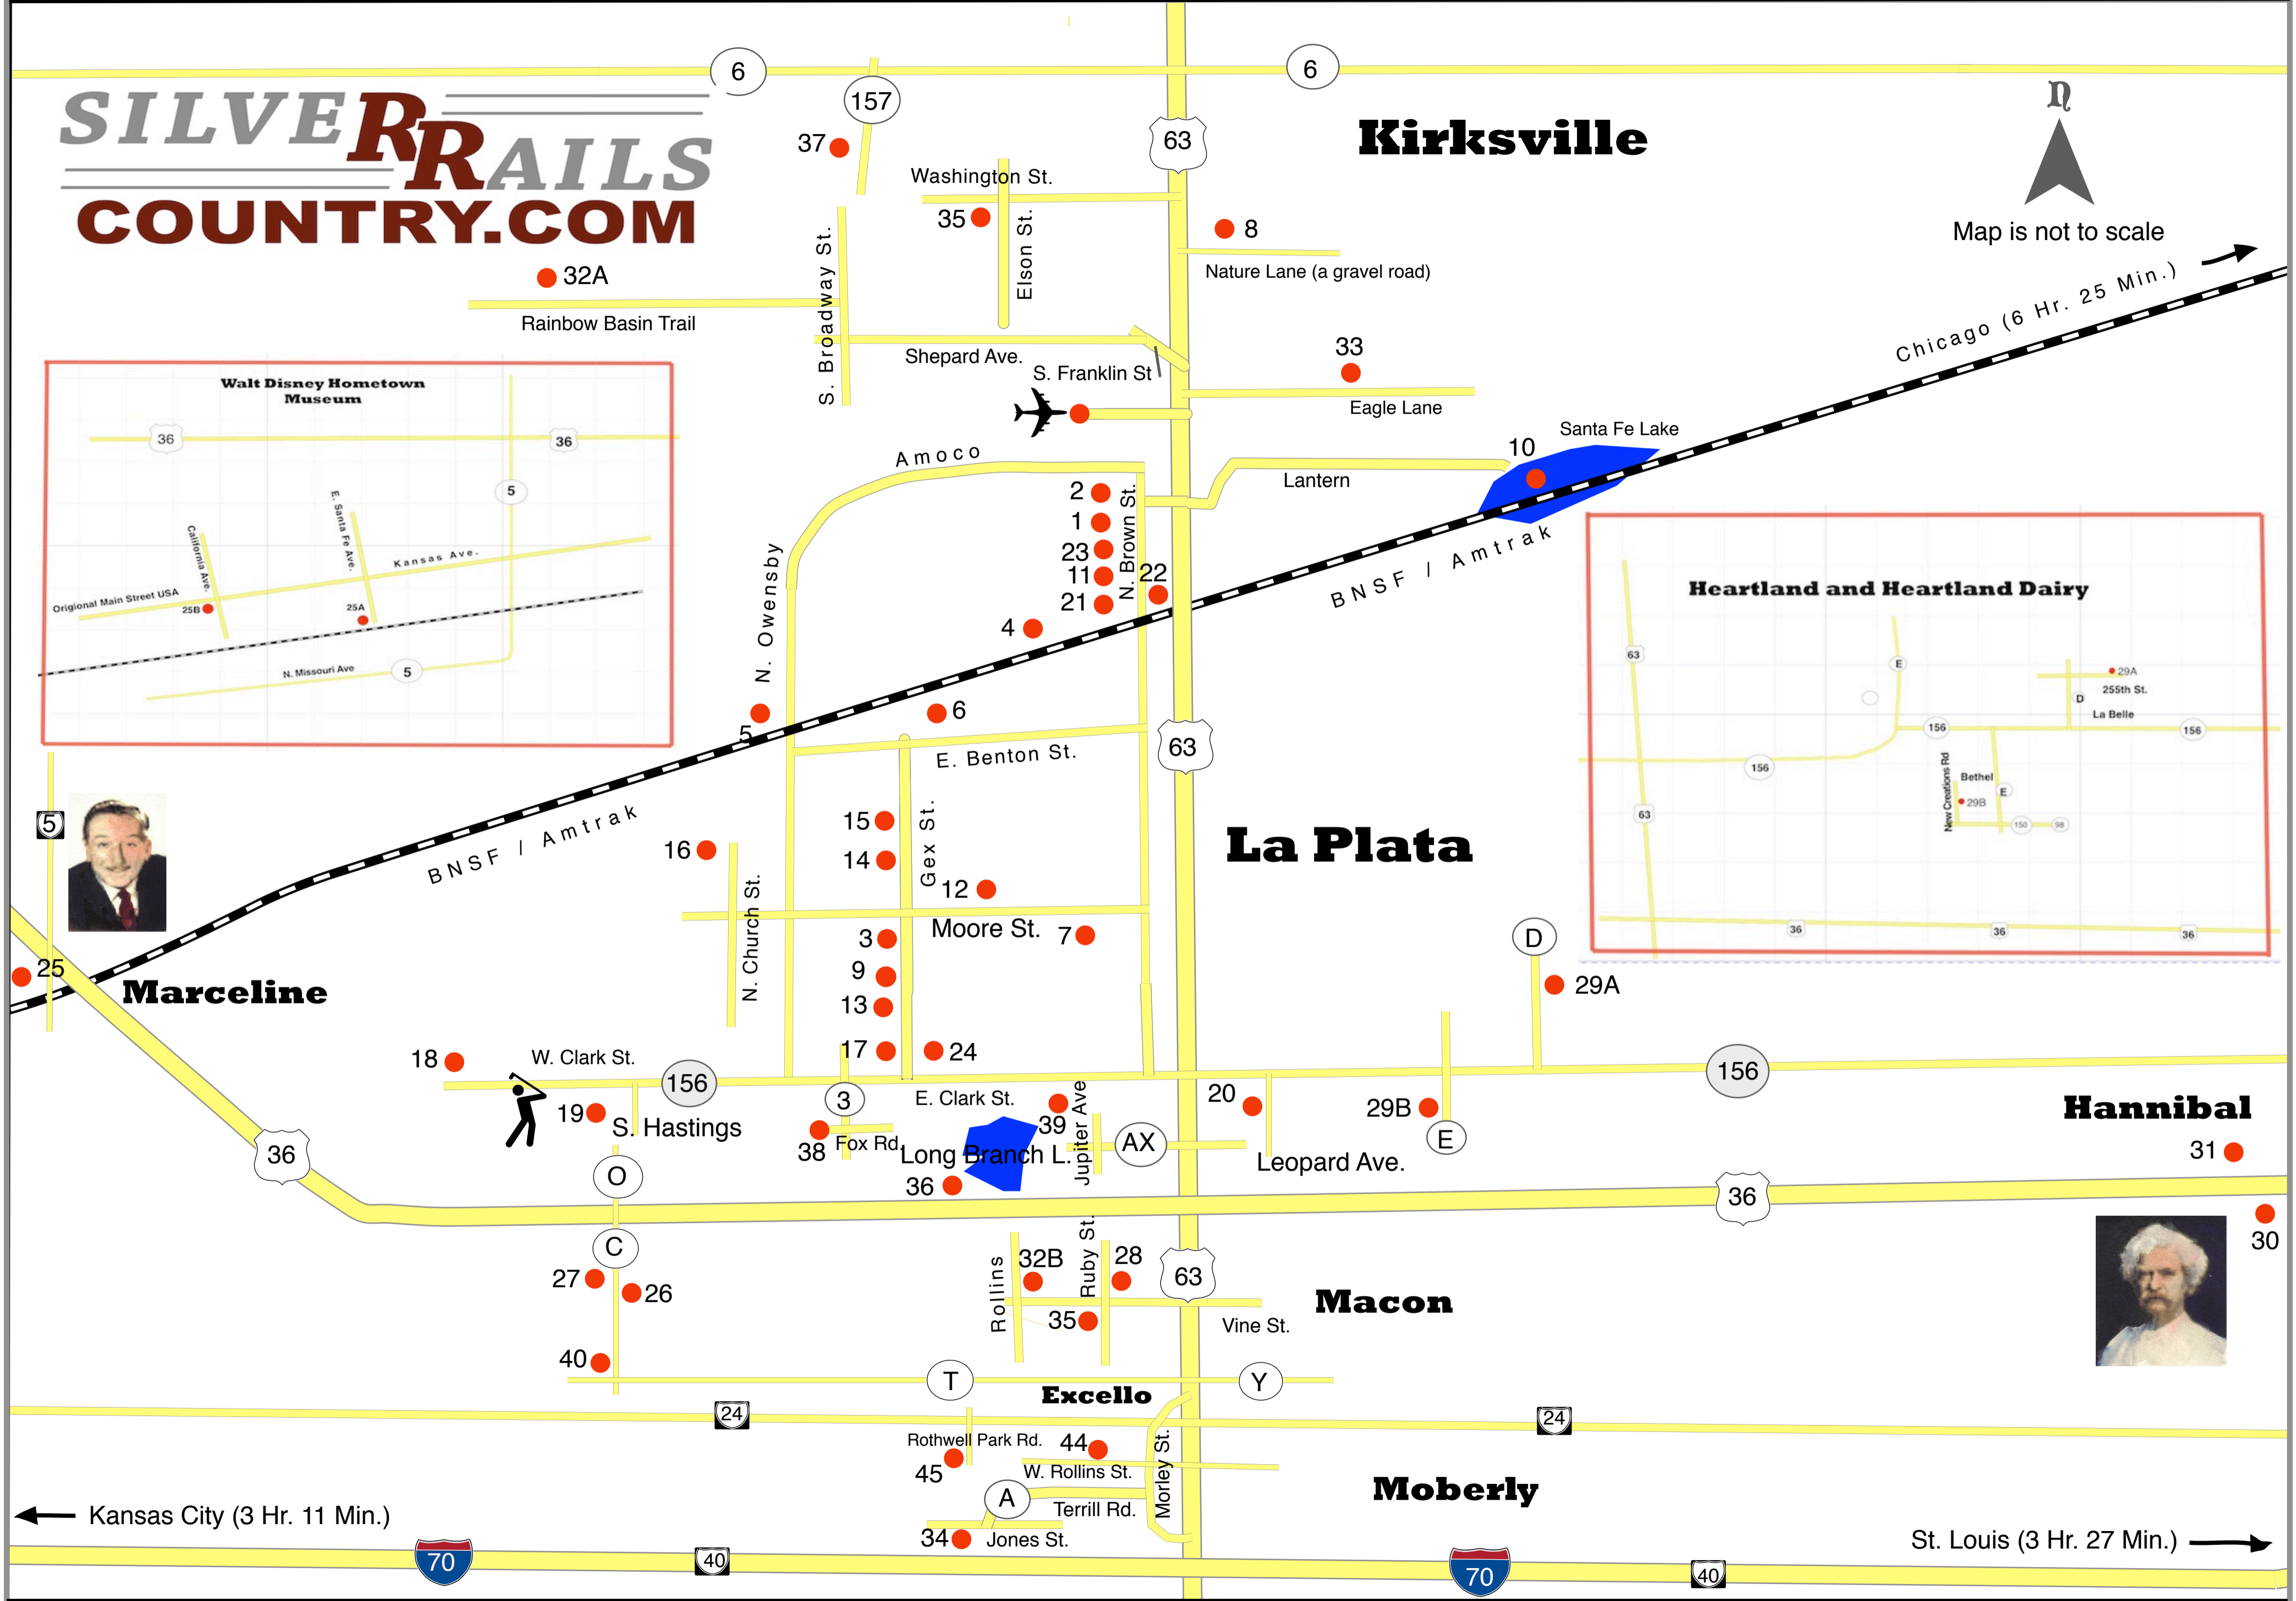 6
6
157
SILVER RAILS
COUNTRY.COM
37
63
Kirksville
N
Map is not to scale
Washington St.
35
Elson St.
8
Nature Lane (a gravel road)
32A
Rainbow Basin Trail
S. Broadway St.
Shepard Ave.
S. Franklin St
33
Eagle Lane
Chicago (6 Hr. 25 Min.)
Santa Fe Lake
10
Lantern
Amoco
BNSF / Amtrak
2
1
23
11
21
22
N. Brown St.
4
N. Owensby
5
6
E. Benton St.
63
Walt Disney Hometown
Museum
36
36
5
California Ave.
E. Santa Fe Ave.
Kansas Ave.
Origional Main Street USA
25B
25A
N. Missouri Ave
5
Heartland and Heartland Dairy
63
E
29A
255th St.
D
La Belle
156
156
156
New Creations Rd
Bethel
E
29B
63
150
98
36
36
36
5
BNSF / Amtrak
16
15
14
Gex St.
12
La Plata
N. Church St.
Moore St.
7
3
9
13
17
24
25
Marceline
D
29A
18
W. Clark St.
156
3
E. Clark St.
156
19
S. Hastings
38
Fox Rd.
Long Branch L.
39
Jupiter Ave
AX
20
Leopard Ave.
29B
E
Hannibal
31
36
O
36
36
C
27
26
Rollins
32B
Ruby St.
28
63
35
Vine St.
Macon
30
40
T
Y
Excello
24
24
Rothwell Park Rd.
44
45
W. Rollins St.
Morley St.
A
Terrill Rd.
Moberly
34
Jones St.
Kansas City (3 Hr. 11 Min.)
St. Louis (3 Hr. 27 Min.)
70
40
70
40